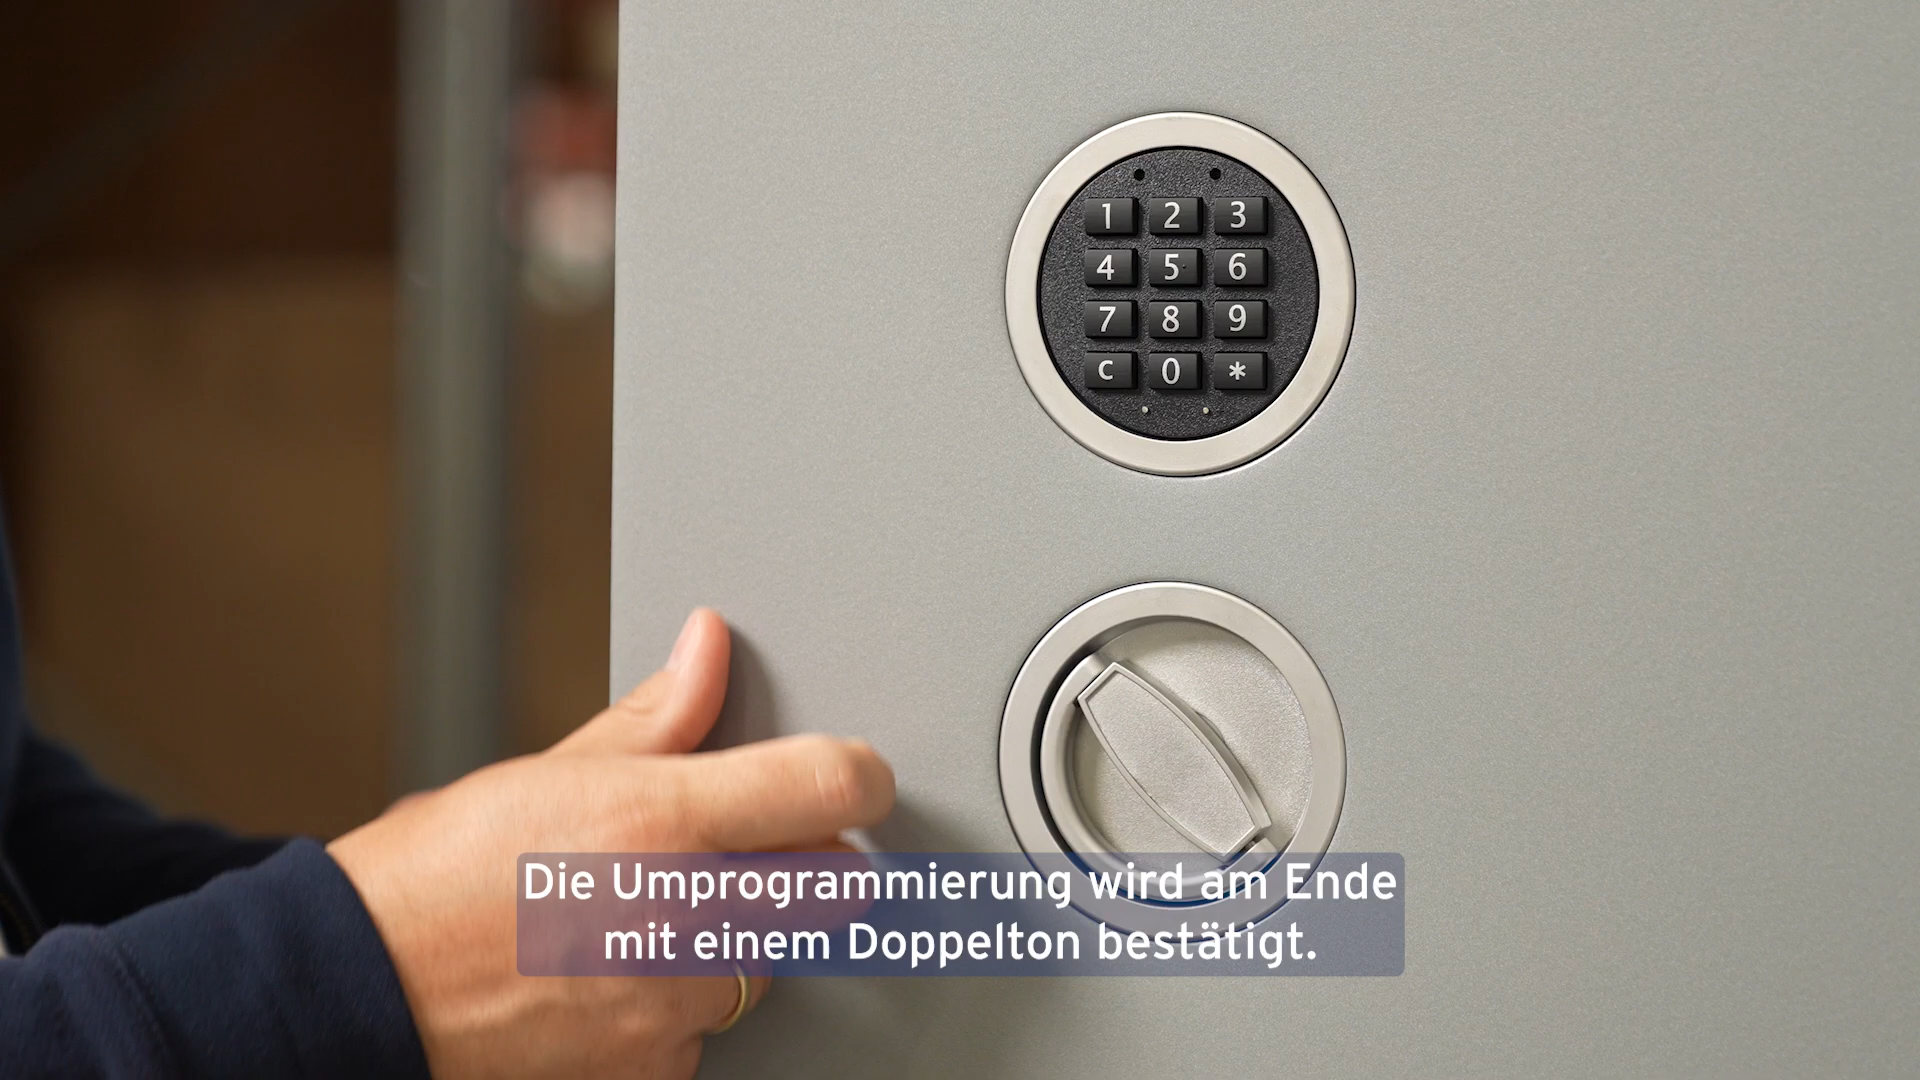 1 2 3
4 5 6
7 8 9
C 0 *
Die Umprogrammierung wird am Ende
mit einem Doppelton bestätigt.